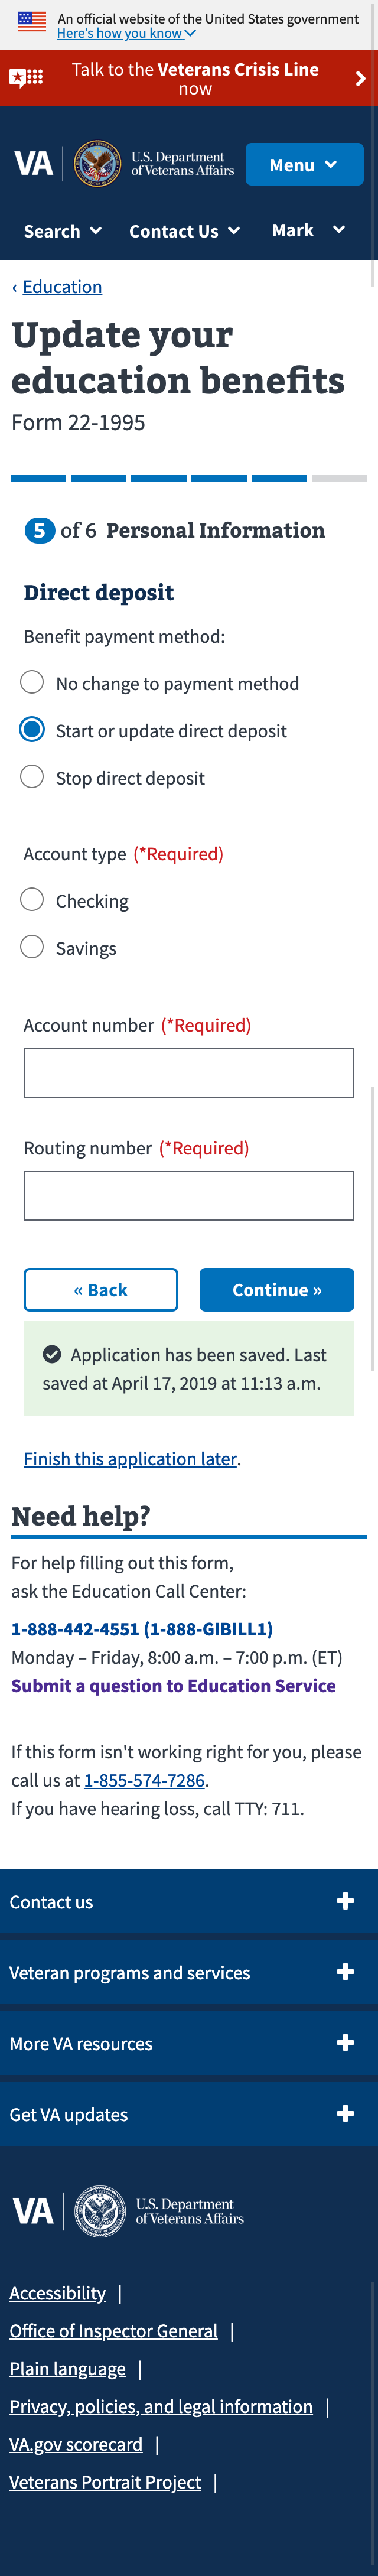 An official website of the United States government
Here's how you know
Talk to the Veterans Crisis Line
now
VA
U.S. Department
of Veterans Affairs
Menu
Search
Contact Us
Mark
‹ Education
Update your
education benefits
Form 22-1995
5 of 6 Personal Information
Direct deposit
Benefit payment method:
No change to payment method
Start or update direct deposit
Stop direct deposit
Account type (*Required)
Checking
Savings
Account number (*Required)
Routing number (*Required)
« Back
Continue »
Application has been saved. Last
saved at April 17, 2019 at 11:13 a.m.
Finish this application later.
Need help?
For help filling out this form,
ask the Education Call Center:
1-888-442-4551 (1-888-GIBILL1)
Monday – Friday, 8:00 a.m. – 7:00 p.m. (ET)
Submit a question to Education Service
If this form isn't working right for you, please
call us at 1-855-574-7286.
If you have hearing loss, call TTY: 711.
Contact us
Veteran programs and services
More VA resources
Get VA updates
VA
U.S. Department
of Veterans Affairs
Accessibility |
Office of Inspector General |
Plain language |
Privacy, policies, and legal information |
VA.gov scorecard |
Veterans Portrait Project |